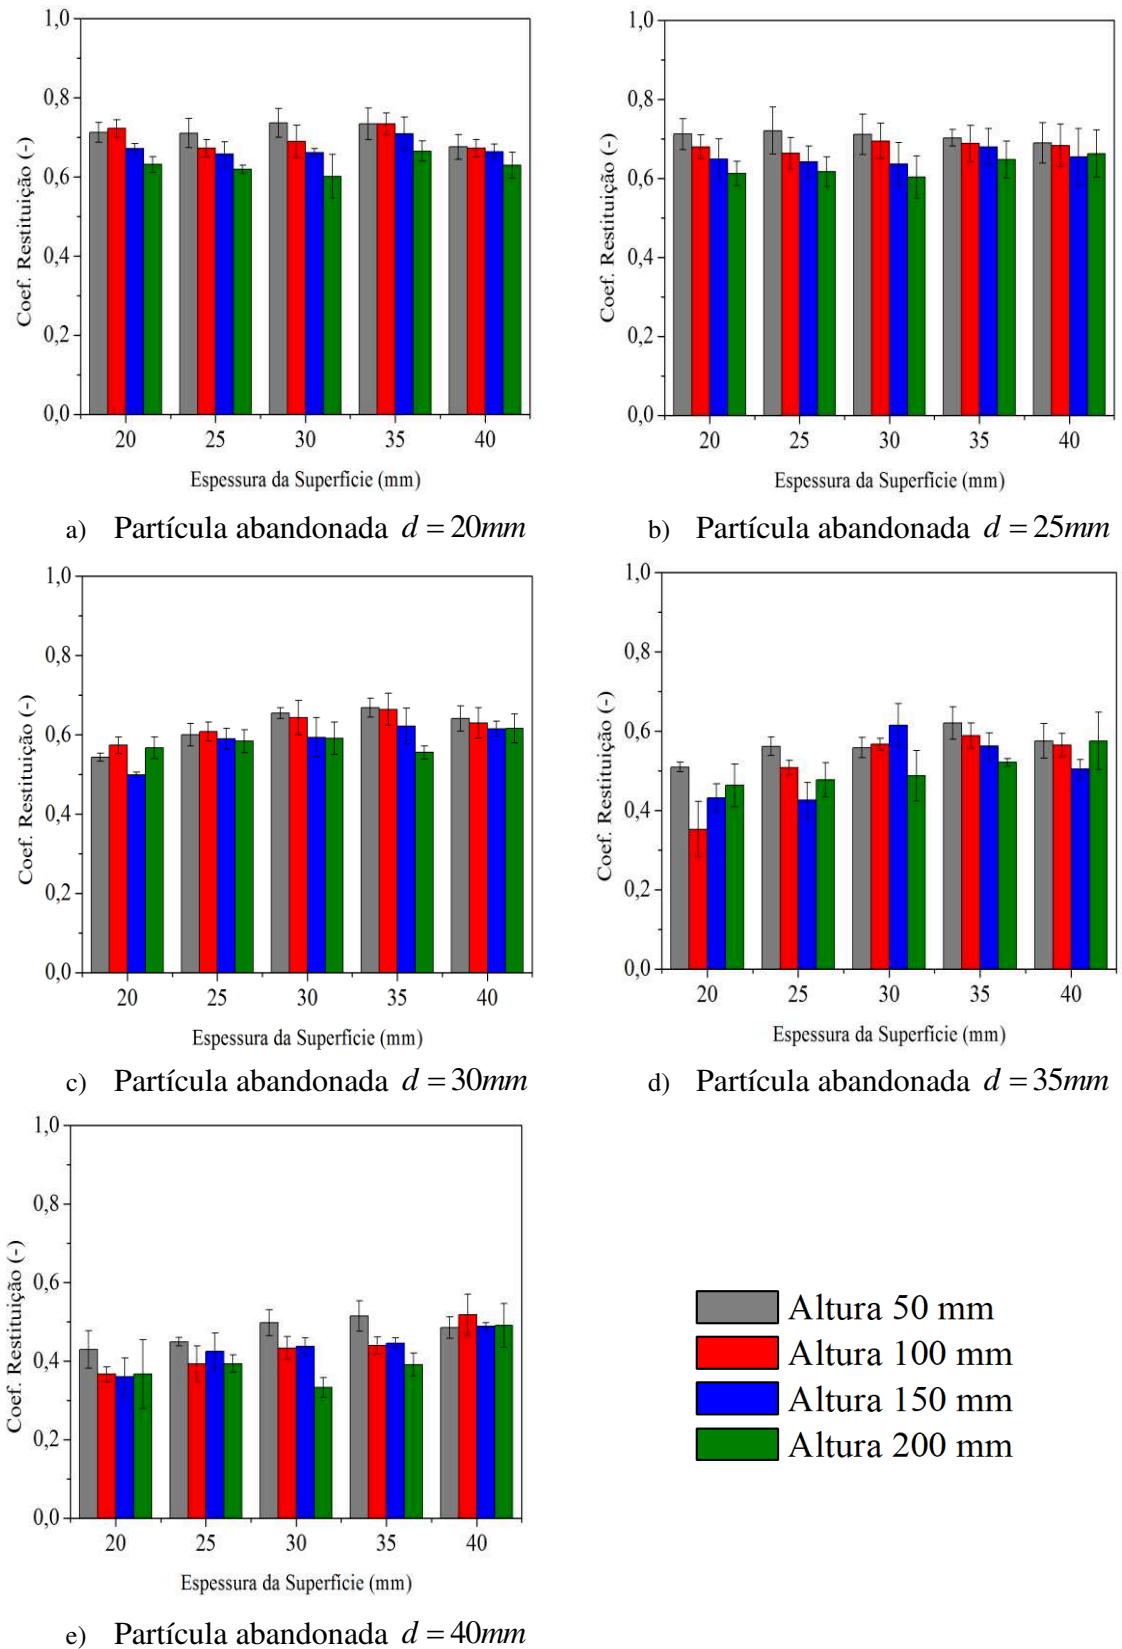 1,0
0,8
0,6
0,4
0,2
0,0
Coef. Restituição (-)
20 25 30 35 40
Espessura da Superfície (mm)
a) Partícula abandonada d = 20mm
1,0
0,8
0,6
0,4
0,2
0,0
Coef. Restituição (-)
20 25 30 35 40
Espessura da Superfície (mm)
b) Partícula abandonada d = 25mm
1,0
0,8
0,6
0,4
0,2
0,0
Coef. Restituição (-)
20 25 30 35 40
Espessura da Superfície (mm)
c) Partícula abandonada d = 30mm
1,0
0,8
0,6
0,4
0,2
0,0
Coef. Restituição (-)
20 25 30 35 40
Espessura da Superfície (mm)
d) Partícula abandonada d = 35mm
1,0
0,8
0,6
0,4
0,2
0,0
Coef. Restituição (-)
20 25 30 35 40
Espessura da Superfície (mm)
e) Partícula abandonada d = 40mm
Altura 50 mm
Altura 100 mm
Altura 150 mm
Altura 200 mm